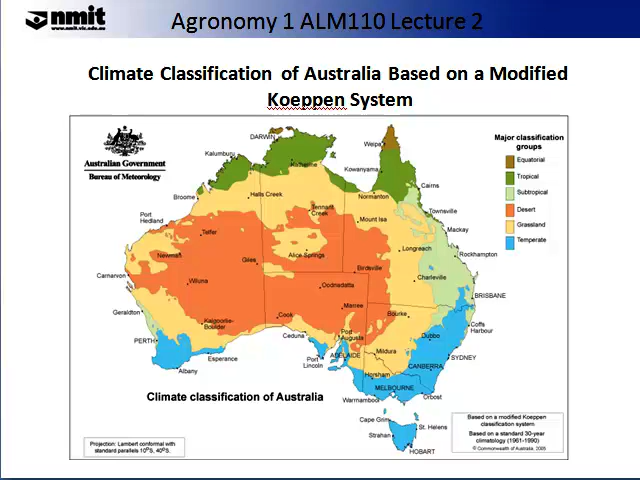 nmit
www.nmit.vic.edu.au
Agronomy 1 ALM110 Lecture 2
Climate Classification of Australia Based on a Modified
Koeppen System
Australian Government
Bureau of Meteorology
Major classification
groups
Equatorial
Tropical
Subtropical
Desert
Grassland
Temperate
DARWIN
Weipa
Kalumburu
Katherine
Kowanyama
Cairns
Broome
Halls Creek
Normanton
Tennant
Creek
Townsville
Port
Hedland
Mount Isa
Mackay
Telfer
Longreach
Rockhampton
Newman
Alice Springs
Giles
Birdsville
Carnarvon
Wiluna
Oodnadatta
Charleville
BRISBANE
Geraldton
Marree
Kalgoorlie-
Boulder
Cook
Bourke
Coffs
Harbour
PERTH
Ceduna
Port
Augusta
Dubbo
Esperance
Port
Lincoln
ADELAIDE
Mildura
SYDNEY
Albany
Horsham
CANBERRA
MELBOURNE
Warrnambool
Orbost
Climate classification of Australia
Cape Grim
St. Helens
Strahan
HOBART
Projection: Lambert conformal with
standard parallels 10°S, 40°S.
Based on a modified Koeppen
classification system.
Based on a standard 30-year
climatology (1961-1990)
© Commonwealth of Australia, 2005